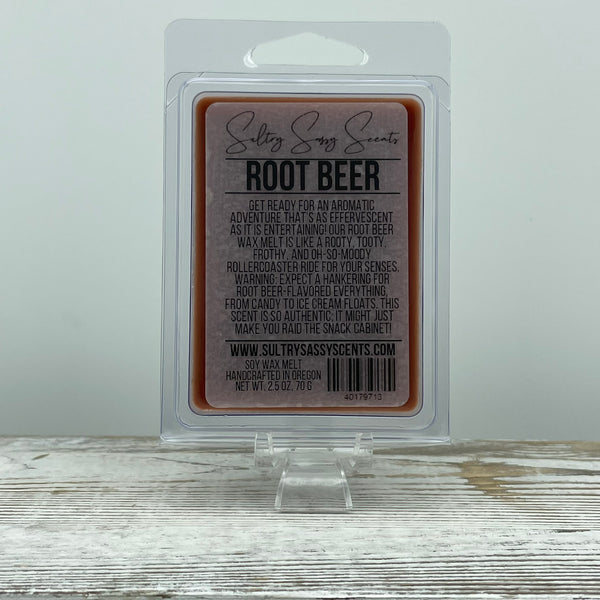 Sultry Sassy Scents
ROOT BEER
GET READY FOR AN AROMATIC
ADVENTURE THAT'S AS EFFERVESCENT
AS IT IS ENTERTAINING! OUR ROOT BEER
WAX MELT IS LIKE A ROOTY, TOOTY,
FROTHY, AND OH-SO-MOODY
ROLLERCOASTER RIDE FOR YOUR SENSES.
WARNING: EXPECT A HANKERING FOR
ROOT BEER-FLAVORED EVERYTHING,
FROM CANDY TO ICE CREAM FLOATS. THIS
SCENT IS SO AUTHENTIC; IT MIGHT JUST
MAKE YOU RAID THE SNACK CABINET!
WWW.SULTRYSASSYSCENTS.COM
SOY WAX MELT
HANDCRAFTED IN OREGON
NET WT. 2.5 OZ, 70 G
40179713